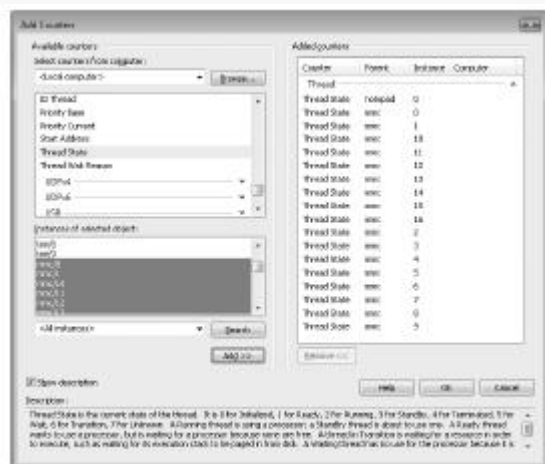 Add Counters
Available counters
Select counters from computer:
<Local computer>
Browse...
ID Thread
Priority Base
Priority Current
Start Address
Thread State
Thread Wait Reason
UDPv4
UDPv6
USB
Instances of selected object:
<All instances>
Search
Add >>
Added counters
Counter Parent Instance Computer
Thread
Thread State notepad 0
Thread State mmc 0
Thread State mmc 1
Thread State mmc 10
Thread State mmc 11
Thread State mmc 12
Thread State mmc 13
Thread State mmc 14
Thread State mmc 15
Thread State mmc 16
Thread State mmc 2
Thread State mmc 3
Thread State mmc 4
Thread State mmc 5
Thread State mmc 6
Thread State mmc 7
Thread State mmc 8
Thread State mmc 9
Remove <<
Show description
Help
OK
Cancel
Description:
Thread State is the current state of the thread. It is 0 for Initialized, 1 for Ready, 2 for Running, 3 for Standby, 4 for Terminated, 5 for
Wait, 6 for Transition, 7 for Unknown. A Running thread is using a processor; a Standby thread is about to use one. A Ready thread
wants to use a processor, but is waiting for a processor because none are free. A thread in Transition is waiting for a resource in order
to execute, such as waiting for its execution stack to be paged in from disk. A Waiting thread has no use for the processor because it is